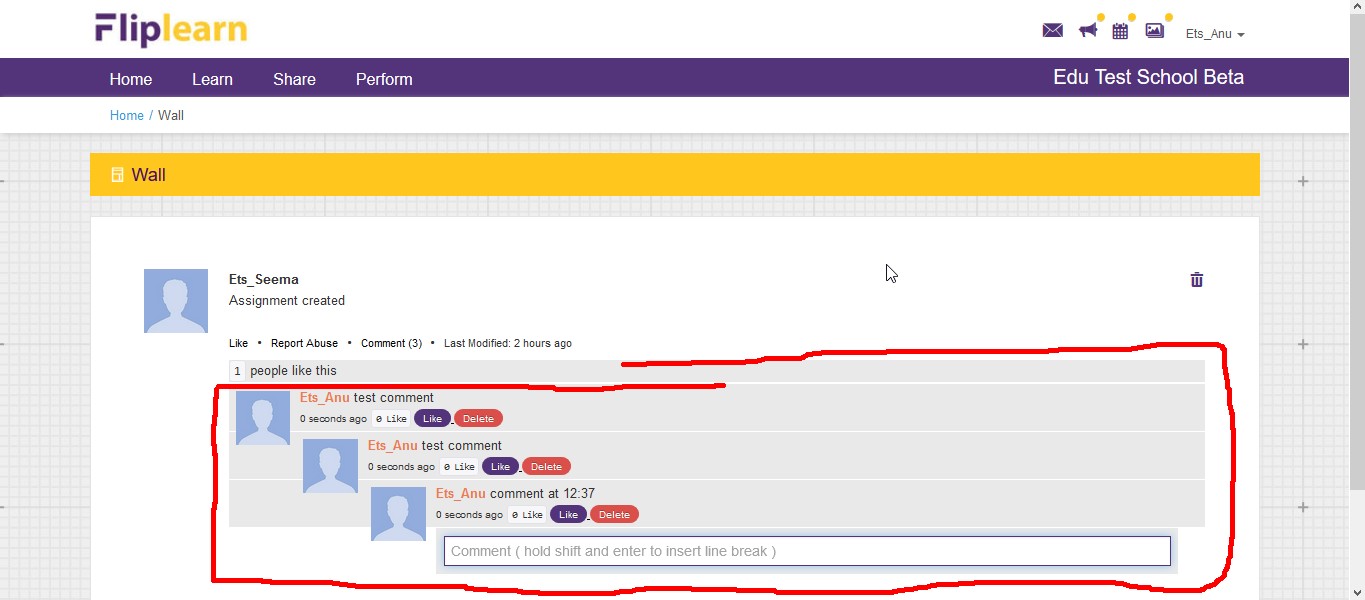 Fliplearn
Ets_Anu
Home Learn Share Perform Edu Test School Beta
Home / Wall
Wall
Ets_Seema
Assignment created
Like • Report Abuse • Comment (3) • Last Modified: 2 hours ago
1 people like this
Ets_Anu test comment
0 seconds ago 0 Like Like Delete
Ets_Anu test comment
0 seconds ago 0 Like Like Delete
Ets_Anu comment at 12:37
0 seconds ago 0 Like Like Delete
Comment ( hold shift and enter to insert line break )